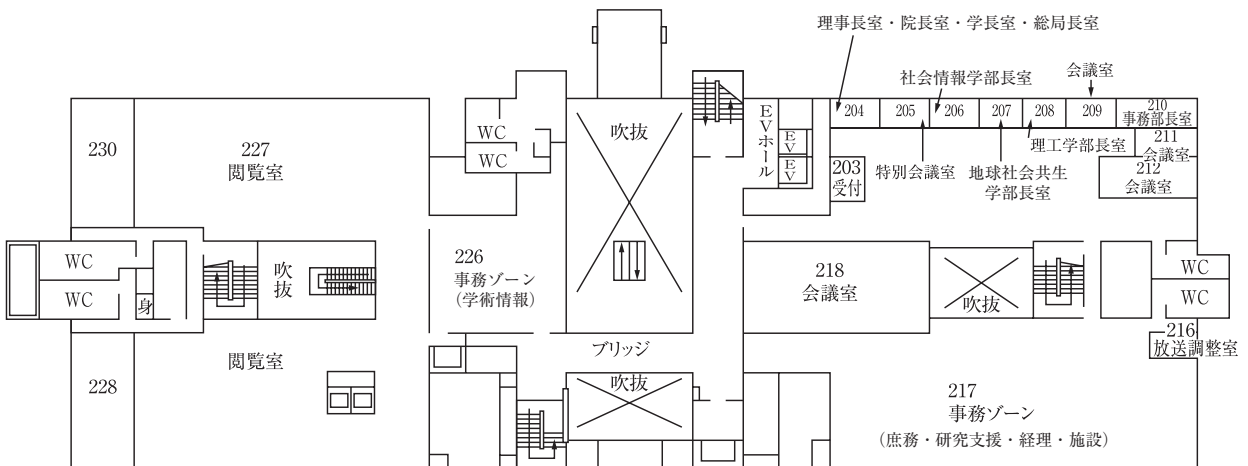 理事長室・院長室・学長室・総局長室
社会情報学部長室
会議室
204
205
206
207
208
209
210
事務部長室
理工学部長室
211
会議室
212
会議室
特別会議室
地球社会共生
学部長室
203
受付
EVホール
EV
EV
吹抜
WC
WC
230
227
閲覧室
WC
WC
身
吹抜
226
事務ゾーン
(学術情報)
218
会議室
吹抜
WC
WC
216
放送調整室
ブリッジ
吹抜
閲覧室
228
217
事務ゾーン
(庶務・研究支援・経理・施設)